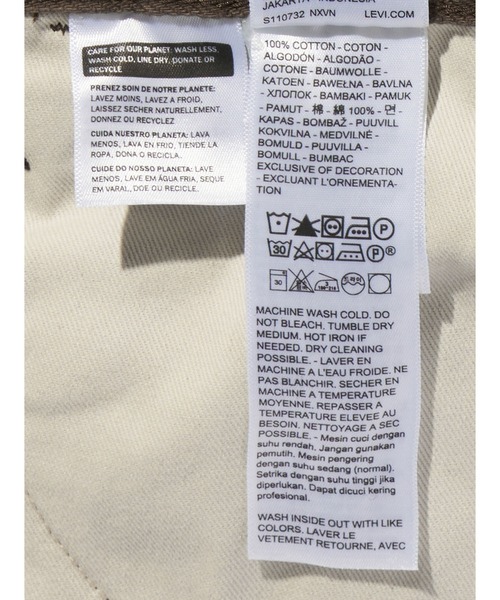 CARE FOR OUR PLANET: WASH LESS,
WASH COLD, LINE DRY, DONATE OR
RECYCLE
PRENEZ SOIN DE NOTRE PLANETE:
LAVEZ MOINS, LAVEZ A FROID,
LAISSEZ SECHER NATURELLEMENT,
DONNEZ OU RECYCLEZ
CUIDA NUESTRO PLANETA: LAVA
MENOS, LAVA EN FRIO, TIENDE LA
ROPA, DONA O RECICLA.
CUIDE DO NOSSO PLANETA: LAVE
MENOS, LAVE EM ÁGUA FRIA, SEQUE
EM VARAL, DOE OU RECICLE.
JAKARTA - INDONESIA
S110732 NXVN LEVI.COM
100% COTTON - COTON -
ALGODÓN - ALGODÃO -
COTONE - BAUMWOLLE -
KATOEN - BAWEŁNA - BAVLNA
- ХЛОПОК - BAMBAKI - PAMUK
- PAMUT - 棉 - 綿 100% - 면 -
KAPAS - BOMBAŽ - PUUVILL
KOKVILNA - MEDVILNĖ -
BOMULD - PUUVILLA -
BOMULL - BUMBAC
EXCLUSIVE OF DECORATION
- EXCLUANT L'ORNEMENTA-
TION
P
30 P ®
30
MACHINE WASH COLD. DO
NOT BLEACH. TUMBLE DRY
MEDIUM. HOT IRON IF
NEEDED. DRY CLEANING
POSSIBLE. - LAVER EN
MACHINE A L'EAU FROIDE. NE
PAS BLANCHIR. SECHER EN
MACHINE A TEMPERATURE
MOYENNE. REPASSER A
TEMPERATURE ELEVEE AU
BESOIN. NETTOYAGE A SEC
POSSIBLE. - Mesin cuci dengan
suhu rendah. Jangan gunakan
pemutih. Mesin pengering
dengan suhu sedang (normal).
Setrika dengan suhu tinggi jika
diperlukan. Dapat dicuci kering
profesional.
WASH INSIDE OUT WITH LIKE
COLORS. LAVER LE
VETEMENT RETOURNE, AVEC